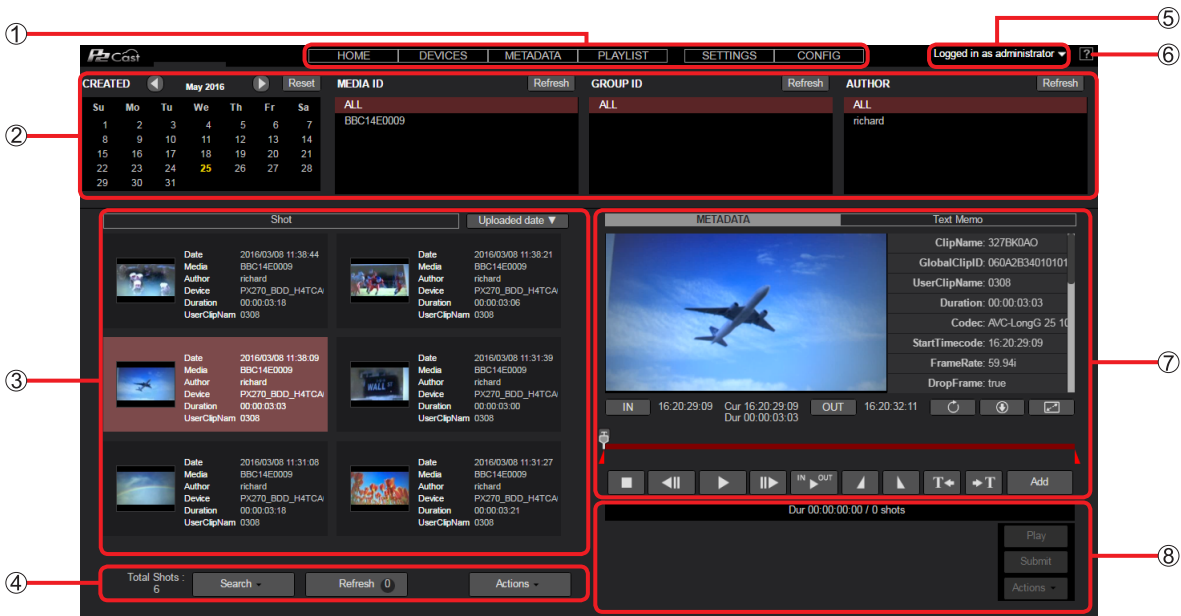 ① ⑤
P2 Cast HOME DEVICES METADATA PLAYLIST SETTINGS CONFIG Logged in as administrator ▼ ? ⑥
CREATED May 2016 Reset MEDIA ID Refresh GROUP ID Refresh AUTHOR Refresh
Su Mo Tu We Th Fr Sa ALL ALL ALL
1 2 3 4 5 6 7 BBC14E0009 richard
② 8 9 10 11 12 13 14
15 16 17 18 19 20 21
22 23 24 25 26 27 28
29 30 31
Shot Uploaded date ▼
Date 2016/03/08 11:38:44
Media BBC14E0009
Author richard
Device PX270_BDD_H4TCA
Duration 00:00:03:18
UserClipNam 0308
Date 2016/03/08 11:38:21
Media BBC14E0009
Author richard
Device PX270_BDD_H4TCA
Duration 00:00:03:06
UserClipNam 0308
③
Date 2016/03/08 11:38:09
Media BBC14E0009
Author richard
Device PX270_BDD_H4TCA
Duration 00:00:03:03
UserClipNam 0308
WALL ST
Date 2016/03/08 11:31:39
Media BBC14E0009
Author richard
Device PX270_BDD_H4TCA
Duration 00:00:03:00
UserClipNam 0308
Date 2016/03/08 11:31:08
Media BBC14E0009
Author richard
Device PX270_BDD_H4TCA
Duration 00:00:03:18
UserClipNam 0308
Date 2016/03/08 11:31:27
Media BBC14E0009
Author richard
Device PX270_BDD_H4TCA
Duration 00:00:03:21
UserClipNam 0308
④ Total Shots : 
6
Search Refresh 0 Actions
METADATA Text Memo
ClipName: 327BK0AO
GlobalClipID: 060A2B34010101
UserClipName: 0308
Duration: 00:00:03:03
Codec: AVC-LongG 25 10
StartTimecode: 16:20:29:09
FrameRate: 59.94i
⑦
DropFrame: true
IN 16:20:29:09 Cur 16:20:29:09 OUT 16:20:32:11
Dur 00:00:03:03
IN OUT T T Add
Dur 00:00:00:00 / 0 shots
Play
⑧
Submit
Actions